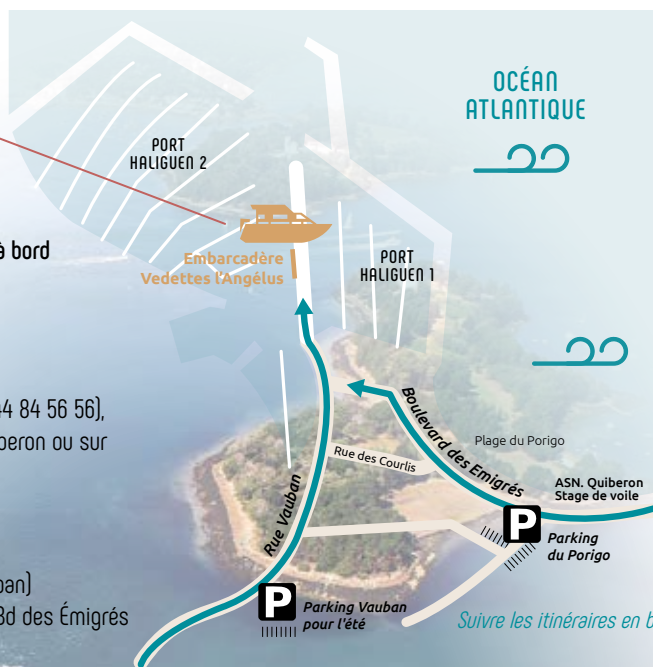 OCÉAN
ATLANTIQUE
PORT
HALIGUEN 2
à bord
Embarcadère
Vedettes l'Angélus
PORT
HALIGUEN 1
44 84 56 56),
beron ou sur
Boulevard des Emigrés
Plage du Porigo
Rue des Courlis
ASN. Quiberon
Stage de voile
Rue Vauban
P
Parking
du Porigo
ban)
Bd des Émigrés
P
Parking Vauban
pour l'été
Suivre les itinéraires en b